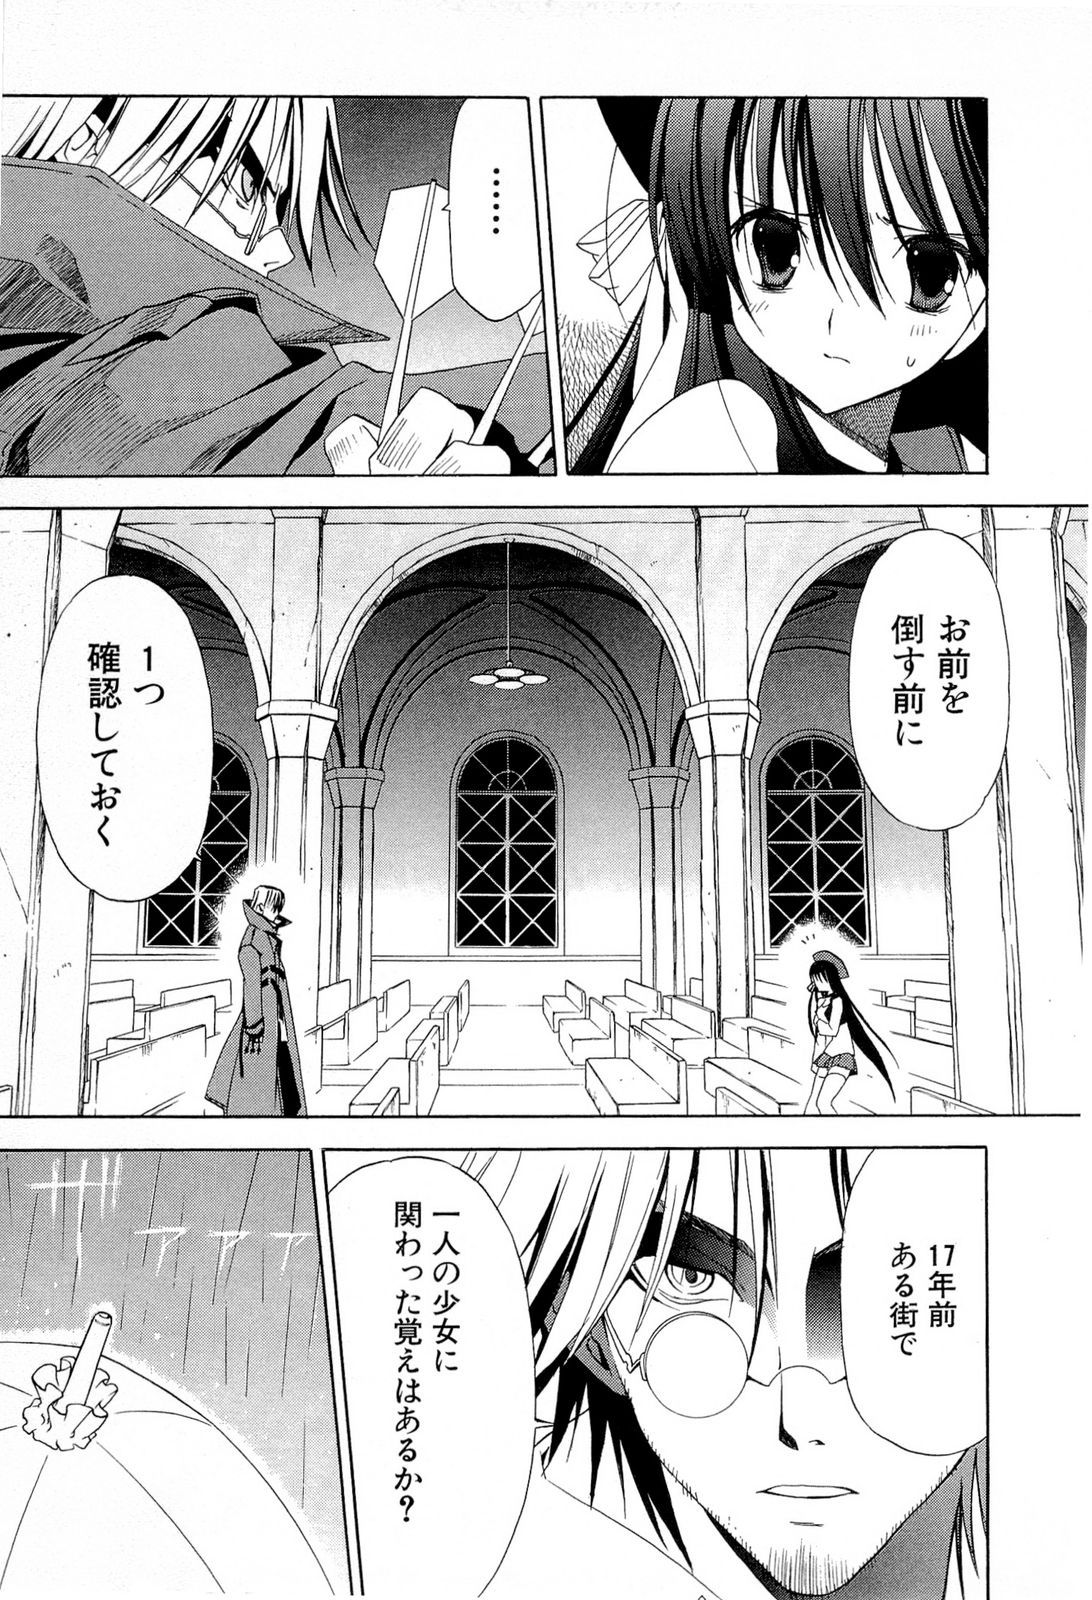 ……
お前を
倒す前に
1つ
確認しておく
17年前
ある街で
一人の少女に
関わった覚えはあるか?
ザ
アアア